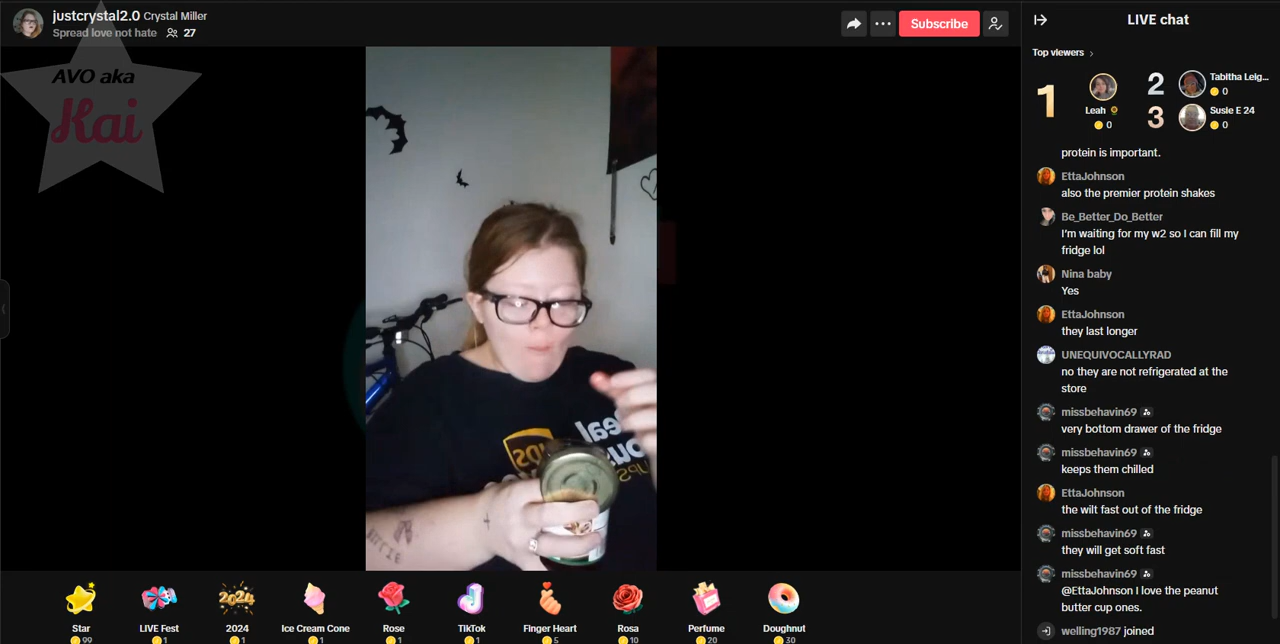 justcrystal2.0 Crystal Miller
Spread love not hate 27
Subscribe
AVO aka
Kai
LIVE chat
Top viewers
1
Leah
0
2
Tabitha Leig...
0
3
Susie E 24
0
protein is important.
EttaJohnson
also the premier protein shakes
Be_Better_Do_Better
I'm waiting for my w2 so I can fill my
fridge lol
Nina baby
Yes
EttaJohnson
they last longer
UNEQUIVOCALLYRAD
no they are not refrigerated at the
store
missbehavin69
very bottom drawer of the fridge
missbehavin69
keeps them chilled
EttaJohnson
the wilt fast out of the fridge
missbehavin69
they will get soft fast
missbehavin69
@EttaJohnson I love the peanut
butter cup ones.
welling1987 joined
ups
Star
99
LIVE Fest
1
2024
2024
1
Ice Cream Cone
1
Rose
1
TikTok
1
Finger Heart
5
Rosa
10
Perfume
20
Doughnut
30